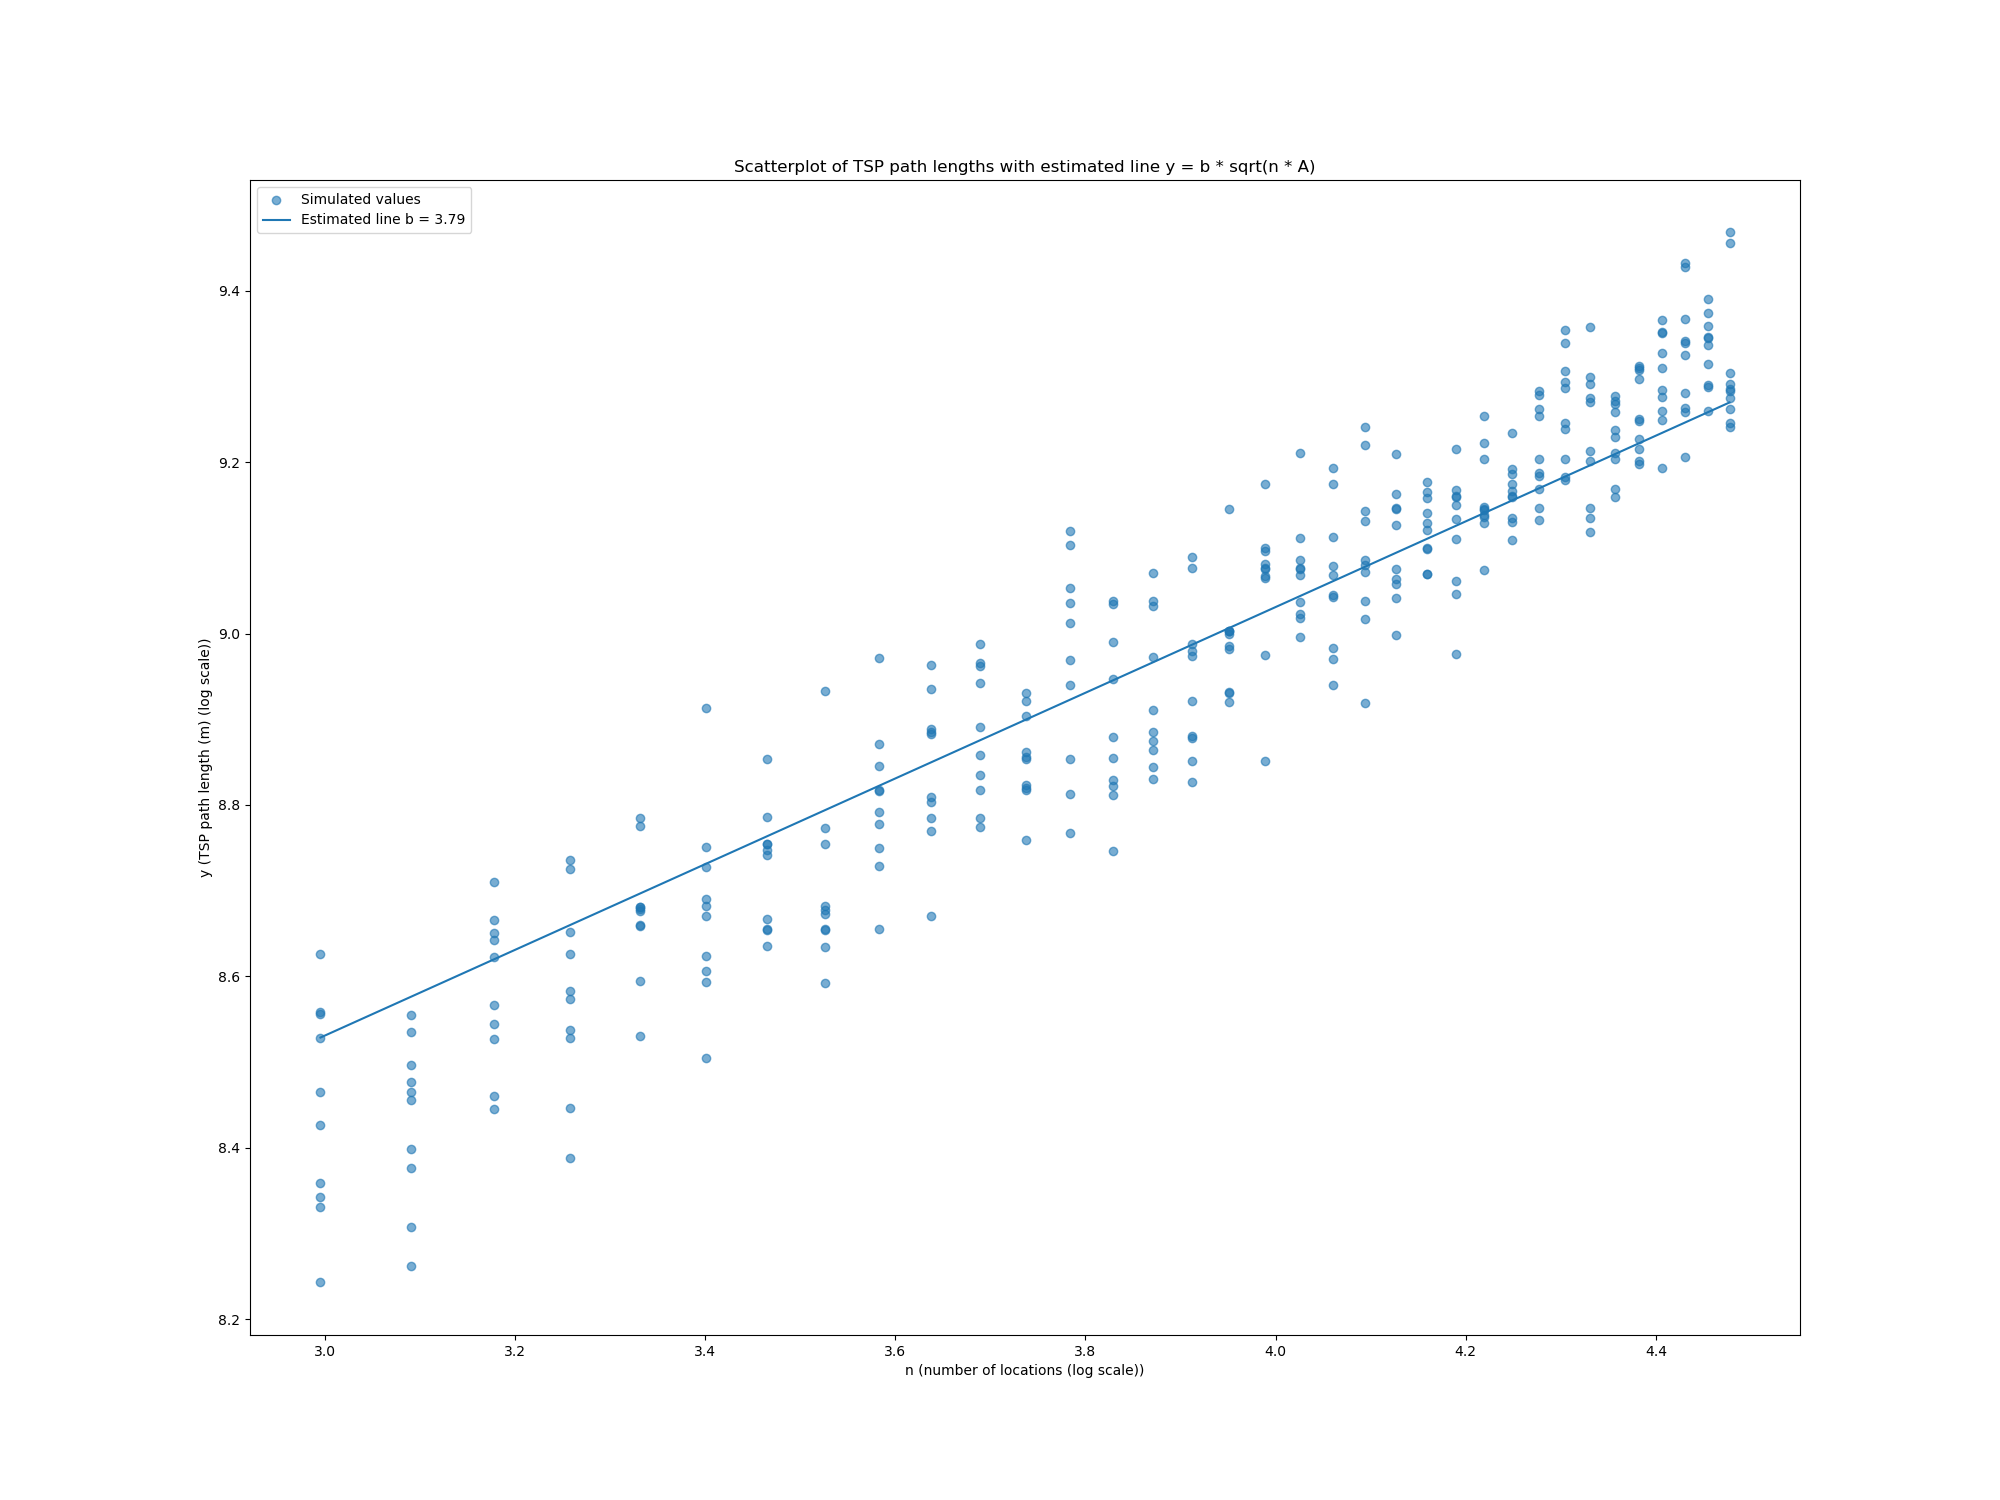 Scatterplot of TSP path lengths with estimated line y = b * sqrt(n * A)
Simulated values
Estimated line b = 3.79
9.4
9.2
9.0
8.8
8.6
8.4
8.2
y (TSP path length (m) (log scale))
3.0 3.2 3.4 3.6 3.8 4.0 4.2 4.4
n (number of locations (log scale))